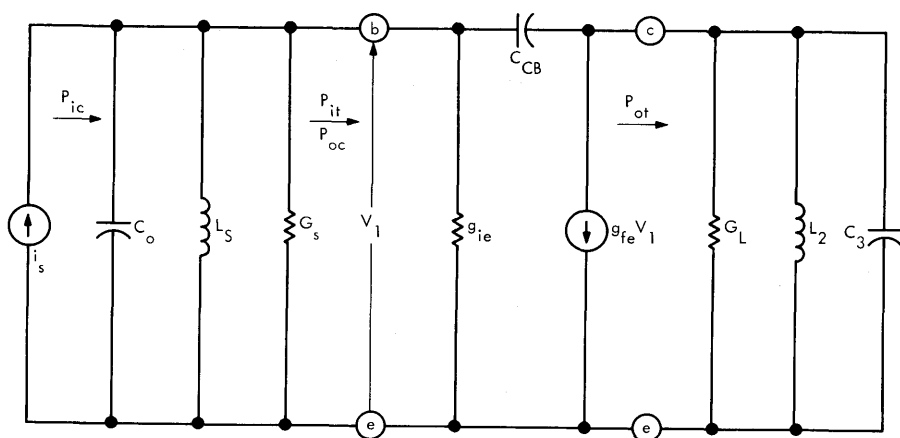 b
c
C_CB
P_ic
P_it
P_oc
P_ot
i_s
C_o
L_S
G_s
V_1
g_ie
g_fe V_1
G_L
L_2
C_3
e
e